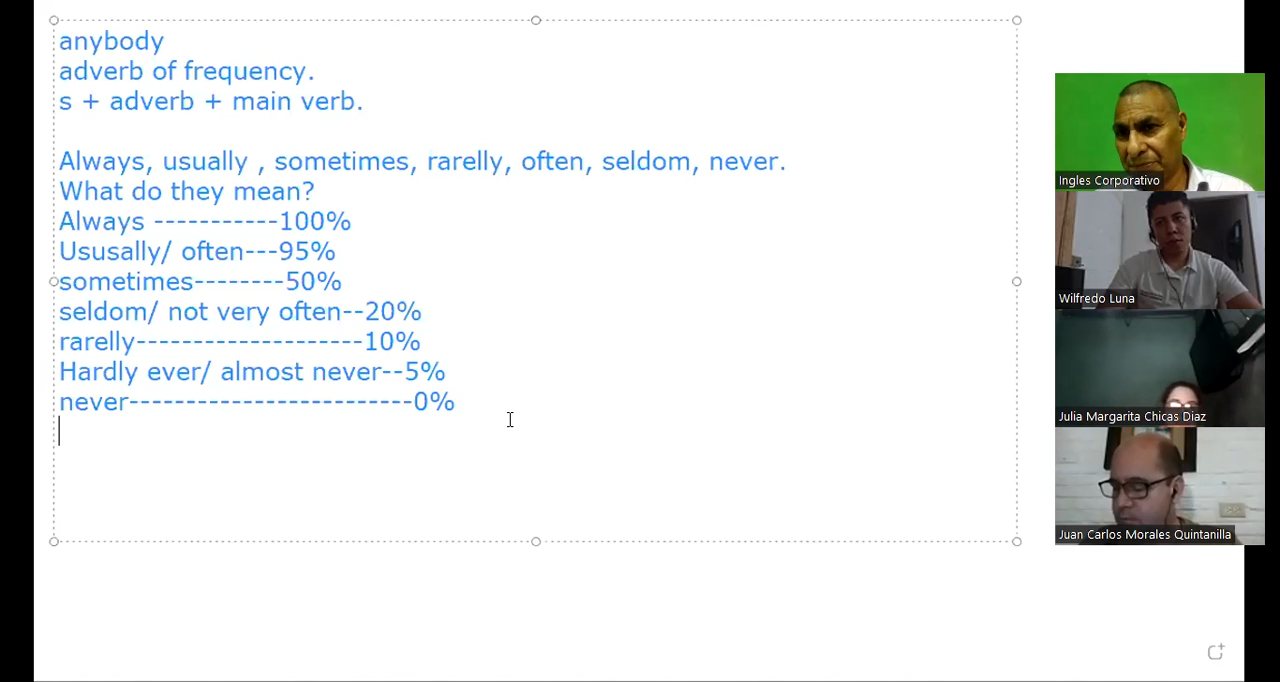 anybody
adverb of frequency.
s + adverb + main verb.
Always, usually , sometimes, rarelly, often, seldom, never.
What do they mean?
Always -----------100%
Ususally/ often---95%
sometimes--------50%
seldom/ not very often--20%
rarelly--------------------10%
Hardly ever/ almost never--5%
never-------------------------0%
Ingles Corporativo
Wilfredo Luna
Julia Margarita Chicas Diaz
Juan Carlos Morales Quintanilla